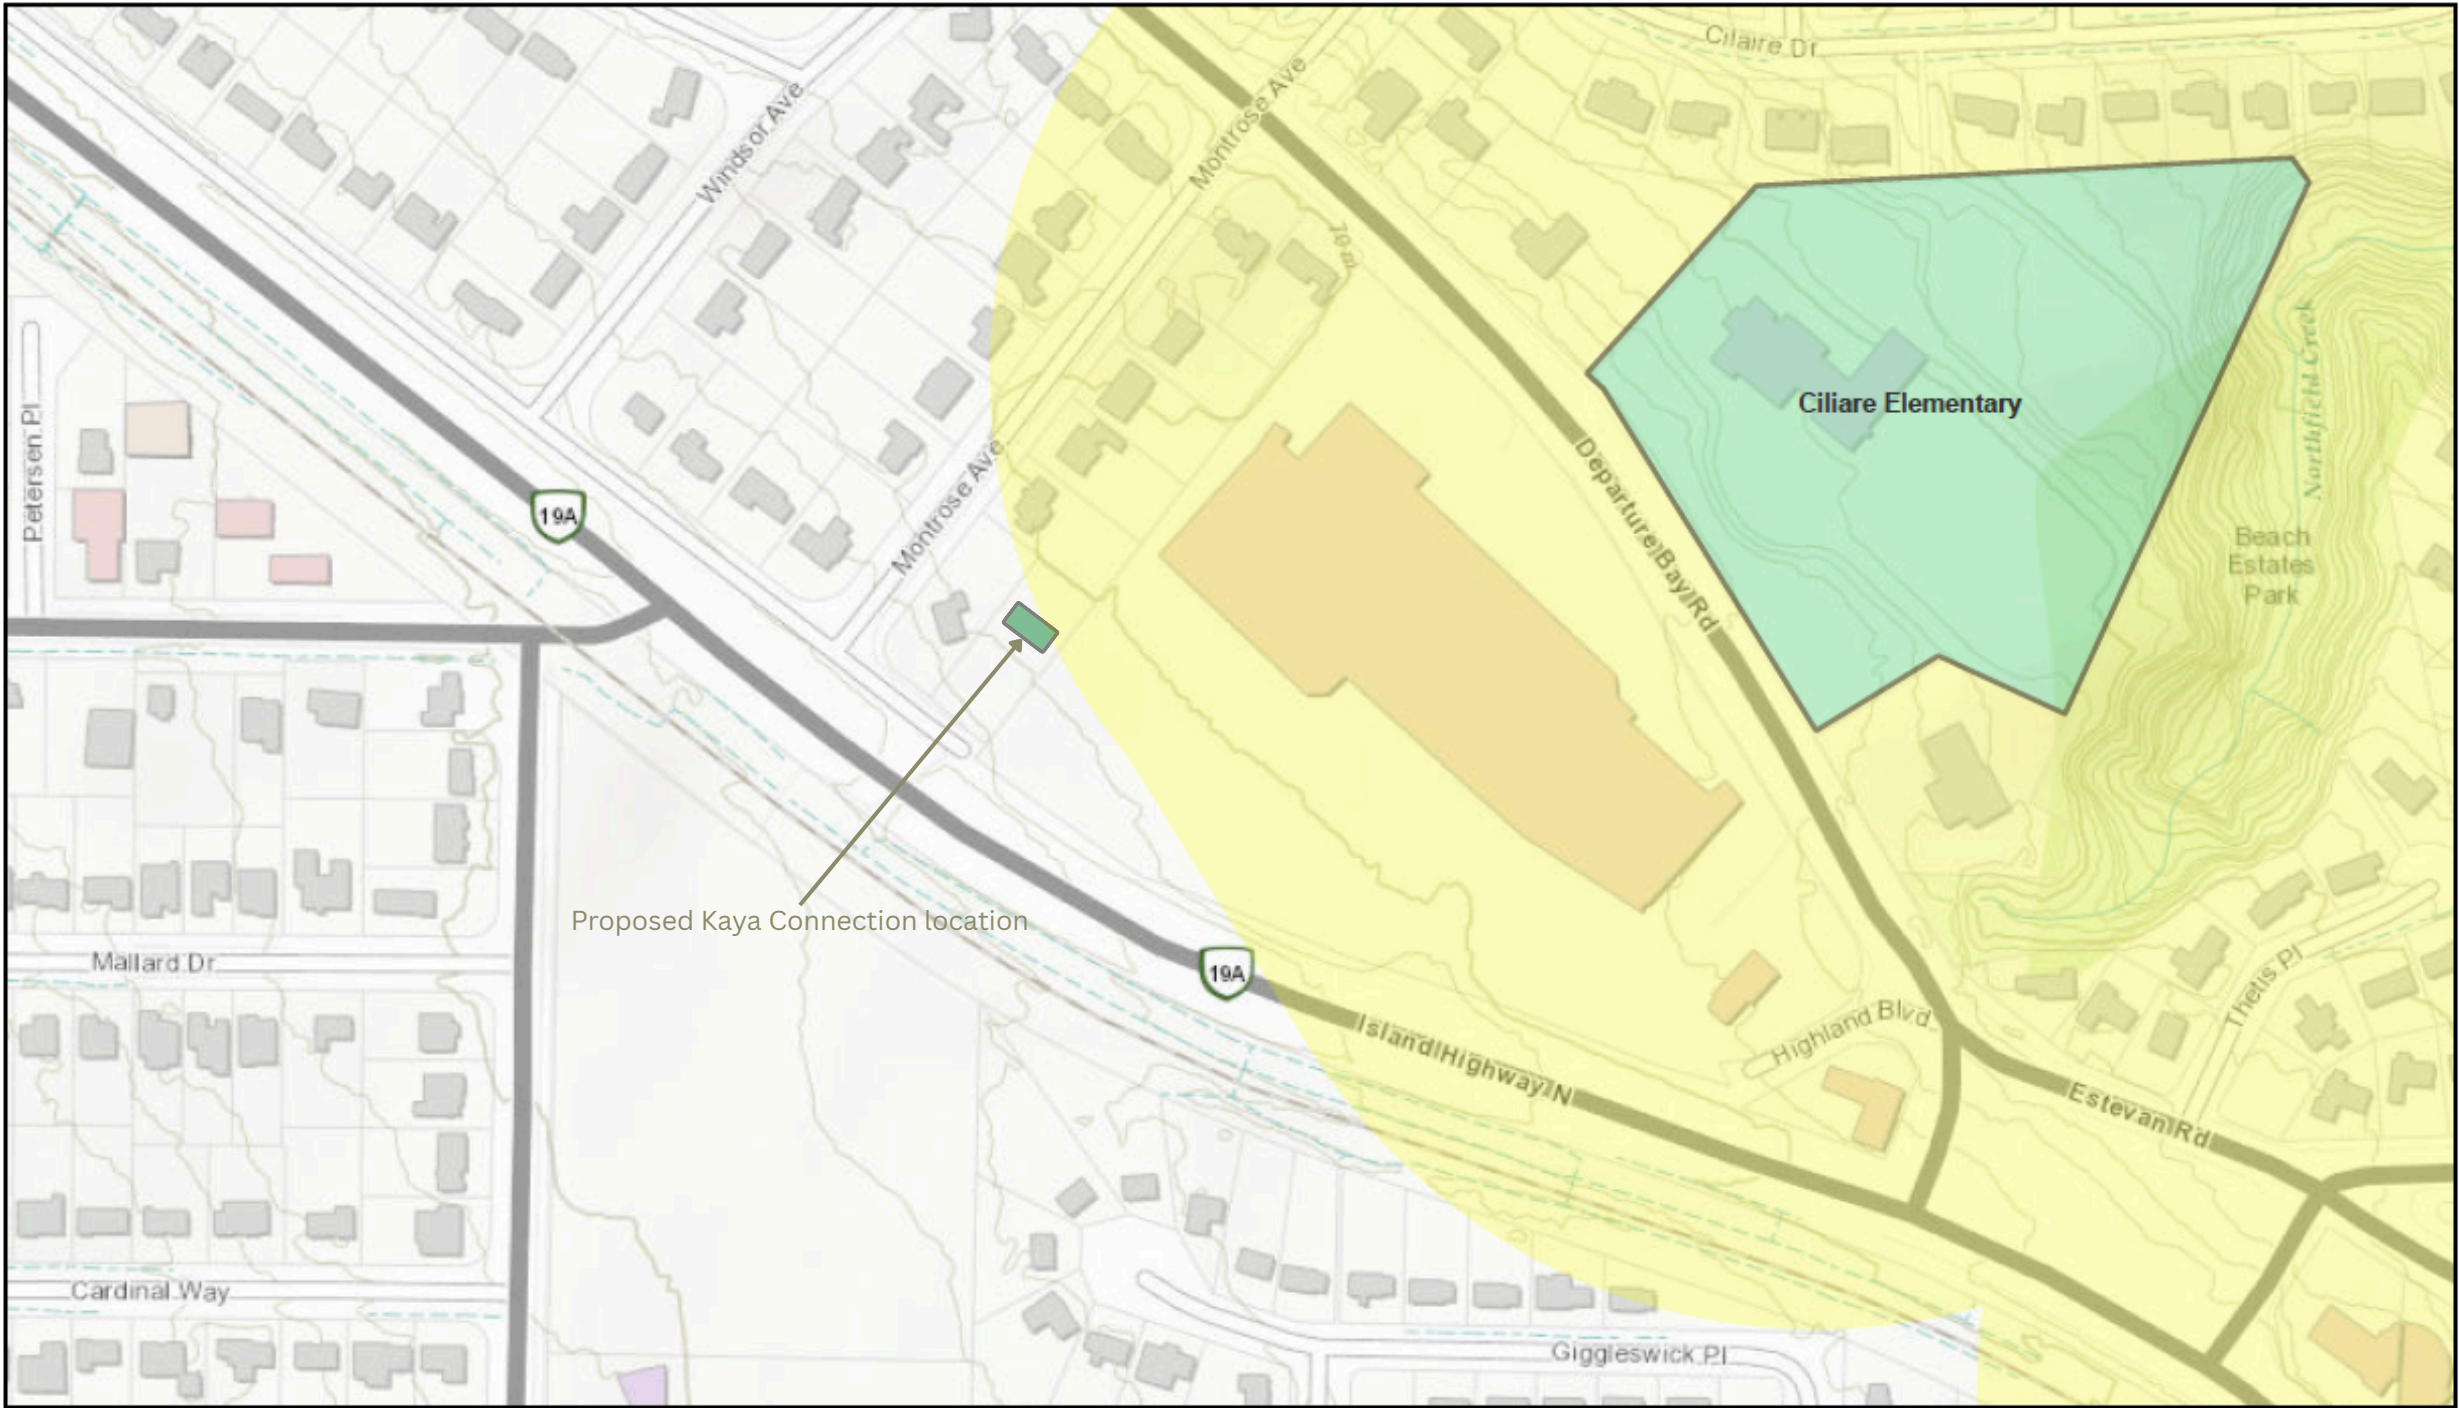 Cilaire Dr
Windsor Ave
Montrose Ave
70 m
Northfield Creek
Ciliare Elementary
Petersen Pl
19A
Montrose Ave
Departure Bay Rd
Beach
Estates
Park
Proposed Kaya Connection location
Mallard Dr
19A
Island Highway N
Highland Blvd
Thetis Pl
Estevan Rd
Cardinal Way
Giggleswick Pl